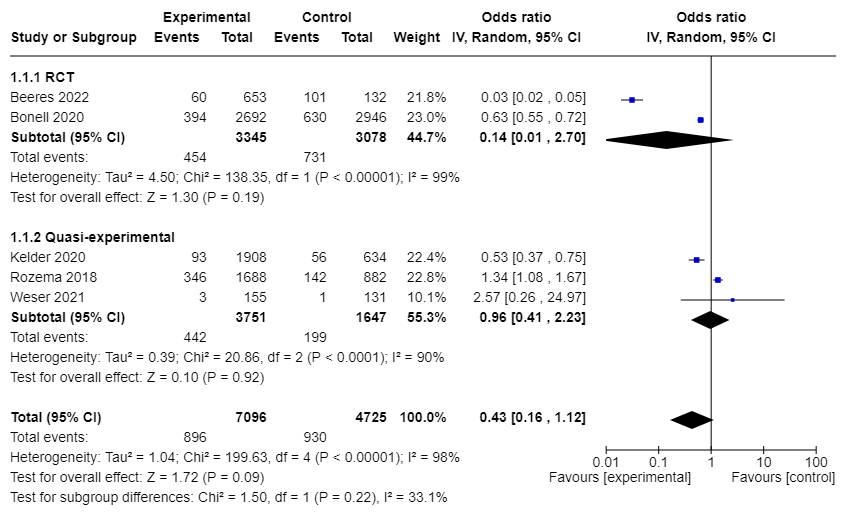 Experimental Control Odds ratio Odds ratio
Study or Subgroup Events Total Events Total Weight IV, Random, 95% CI IV, Random, 95% CI
1.1.1 RCT
Beeres 2022 60 653 101 132 21.8% 0.03 [0.02 , 0.05]
Bonell 2020 394 2692 630 2946 23.0% 0.63 [0.55 , 0.72]
Subtotal (95% CI) 3345 3078 44.7% 0.14 [0.01 , 2.70]
Total events: 454 731
Heterogeneity: Tau² = 4.50; Chi² = 138.35, df = 1 (P < 0.00001); I² = 99%
Test for overall effect: Z = 1.30 (P = 0.19)
1.1.2 Quasi-experimental
Kelder 2020 93 1908 56 634 22.4% 0.53 [0.37 , 0.75]
Rozema 2018 346 1688 142 882 22.8% 1.34 [1.08 , 1.67]
Weser 2021 3 155 1 131 10.1% 2.57 [0.26 , 24.97]
Subtotal (95% CI) 3751 1647 55.3% 0.96 [0.41 , 2.23]
Total events: 442 199
Heterogeneity: Tau² = 0.39; Chi² = 20.86, df = 2 (P < 0.0001); I² = 90%
Test for overall effect: Z = 0.10 (P = 0.92)
Total (95% CI) 7096 4725 100.0% 0.43 [0.16 , 1.12]
Total events: 896 930
Heterogeneity: Tau² = 1.04; Chi² = 199.63, df = 4 (P < 0.00001); I² = 98%
0.01 0.1 1 10 100
Test for overall effect: Z = 1.72 (P = 0.09) Favours [experimental] Favours [control]
Test for subgroup differences: Chi² = 1.50, df = 1 (P = 0.22), I² = 33.1%